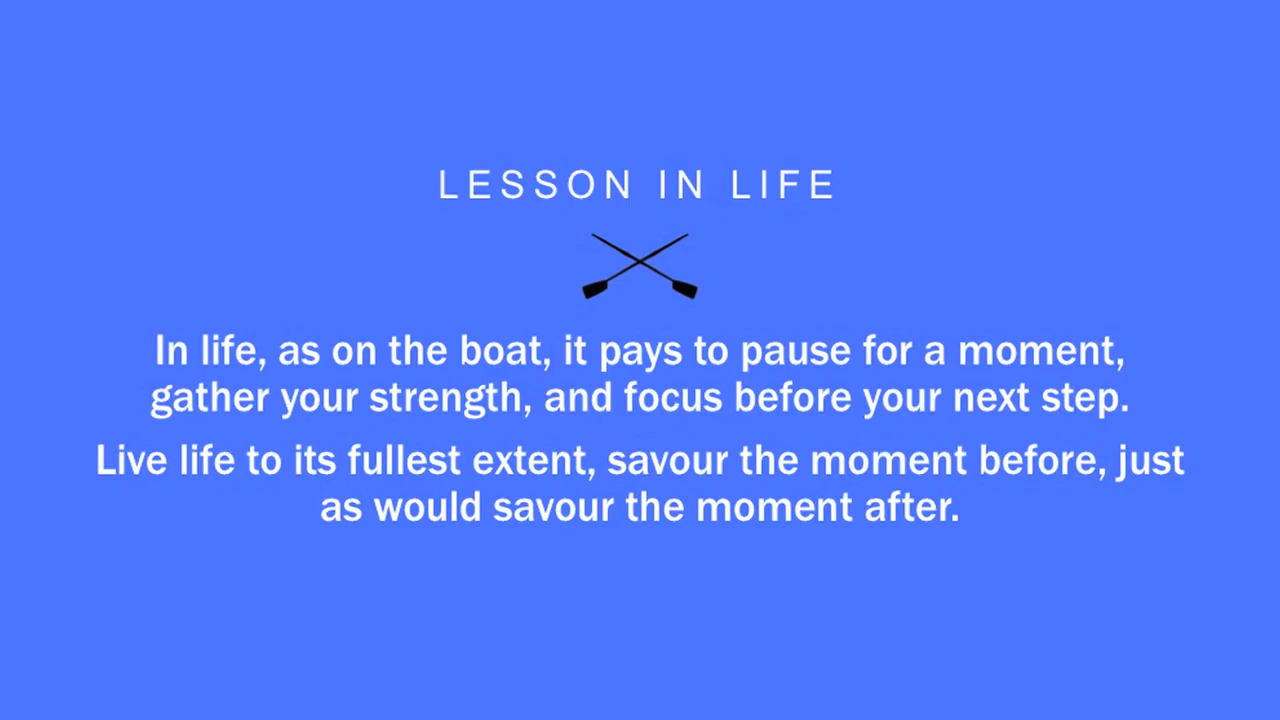 LESSON IN LIFE
In life, as on the boat, it pays to pause for a moment,
gather your strength, and focus before your next step.
Live life to its fullest extent, savour the moment before, just
as would savour the moment after.